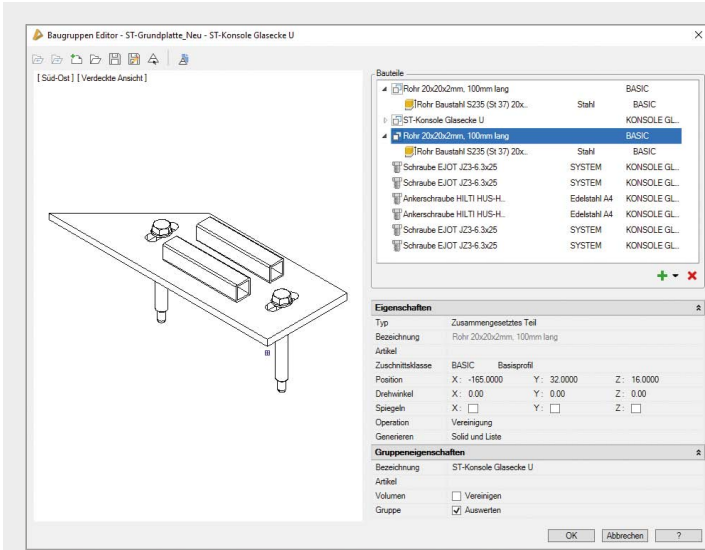 Baugruppen Editor - ST-Grundplatte_Neu - ST-Konsole Glasecke U
[ Süd-Ost ] [ Verdeckte Ansicht ]
Bauteile
Rohr 20x20x2mm, 100mm lang BASIC
Rohr Baustahl S235 (St 37) 20x... Stahl BASIC
ST-Konsole Glasecke U KONSOLE GL...
Rohr 20x20x2mm, 100mm lang BASIC
Rohr Baustahl S235 (St 37) 20x... Stahl BASIC
Schraube EJOT JZ3-6.3x25 SYSTEM KONSOLE GL...
Schraube EJOT JZ3-6.3x25 SYSTEM KONSOLE GL...
Ankerschraube HILTI HUS-H... Edelstahl A4 KONSOLE GL...
Ankerschraube HILTI HUS-H... Edelstahl A4 KONSOLE GL...
Schraube EJOT JZ3-6.3x25 SYSTEM KONSOLE GL...
Schraube EJOT JZ3-6.3x25 SYSTEM KONSOLE GL...
Eigenschaften
Typ Zusammengesetztes Teil
Bezeichnung Rohr 20x20x2mm, 100mm lang
Artikel
Zuschnittsklasse BASIC Basisprofil
Position X: -165.0000 Y: 32.0000 Z: 16.0000
Drehwinkel X: 0.00 Y: 0.00 Z: 0.00
Spiegeln X: Y: Z:
Operation Vereinigung
Generieren Solid und Liste
Gruppeneigenschaften
Bezeichnung ST-Konsole Glasecke U
Artikel
Volumen Vereinigen
Gruppe Auswerten
OK Abbrechen ?